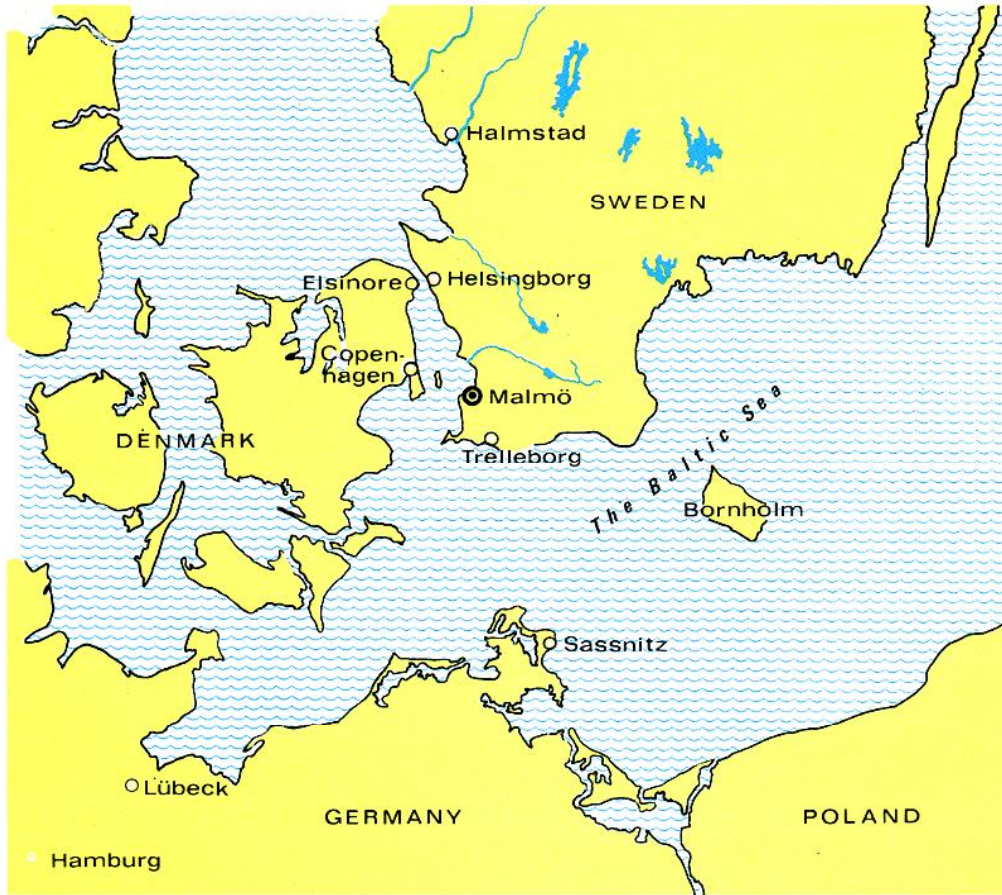 Halmstad
SWEDEN
Elsinore
Helsingborg
Copen-
hagen
Malmö
DENMARK
Trelleborg
The Baltic Sea
Bornholm
Sassnitz
Lübeck
GERMANY
POLAND
Hamburg